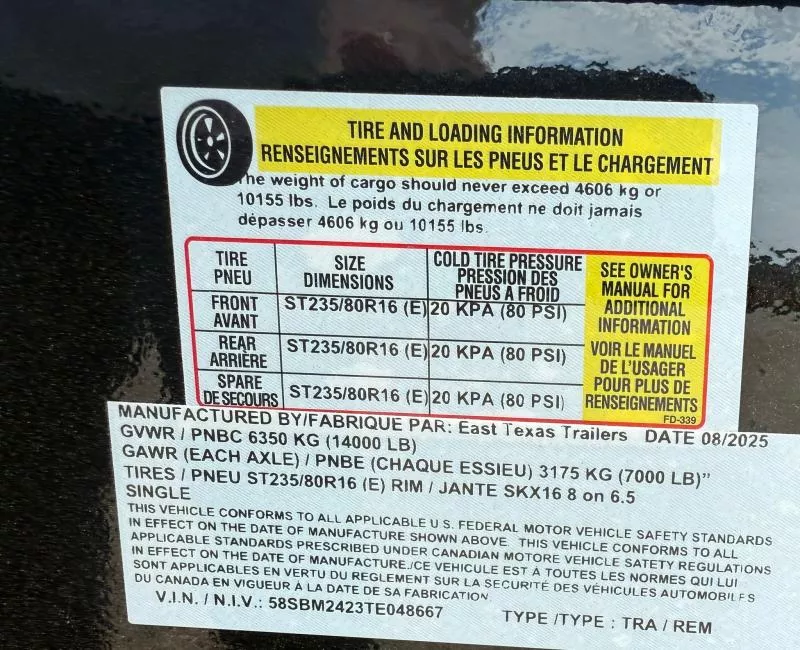 TIRE AND LOADING INFORMATION
RENSEIGNEMENTS SUR LES PNEUS ET LE CHARGEMENT
The weight of cargo should never exceed 4606 kg or
10155 lbs. Le poids du chargement ne doit jamais
dépasser 4606 kg ou 10155 lbs.
TIRE
PNEU
SIZE
DIMENSIONS
COLD TIRE PRESSURE
PRESSION DES
PNEUS A FROID
FRONT
AVANT
ST235/80R16 (E)
20 KPA (80 PSI)
REAR
ARRIÈRE
ST235/80R16 (E)
20 KPA (80 PSI)
SPARE
DE SECOURS
ST235/80R16 (E)
20 KPA (80 PSI)
SEE OWNER'S
MANUAL FOR
ADDITIONAL
INFORMATION
VOIR LE MANUEL
DE L'USAGER
POUR PLUS DE
RENSEIGNEMENTS
FD-339
MANUFACTURED BY/FABRIQUE PAR: East Texas Trailers DATE 08/2025
GVWR / PNBC 6350 KG (14000 LB)
GAWR (EACH AXLE) / PNBE (CHAQUE ESSIEU) 3175 KG (7000 LB)”
TIRES / PNEU ST235/80R16 (E) RIM / JANTE SKX16 8 on 6.5
SINGLE
THIS VEHICLE CONFORMS TO ALL APPLICABLE U.S. FEDERAL MOTOR VEHICLE SAFETY STANDARDS
IN EFFECT ON THE DATE OF MANUFACTURE SHOWN ABOVE. THIS VEHICLE CONFORMS TO ALL
APPLICABLE STANDARDS PRESCRIBED UNDER CANADIAN MOTORE VEHICLE SATETY REGULATIONS
IN EFFECT ON THE DATE OF MANUFACTURE./CE VEHICULE EST À TOUTES LES NORMES QUI LUI
SONT APPLICABLES EN VERTU DU REGLEMENT SUR LA SECURITÉ DES VÉHICULES AUTOMOBILES
DU CANADA EN VIGUEUR À LA DATE DE SA FABRICATION.
V.I.N. / N.I.V.: 58SBM2423TE048667
TYPE /TYPE : TRA / REM